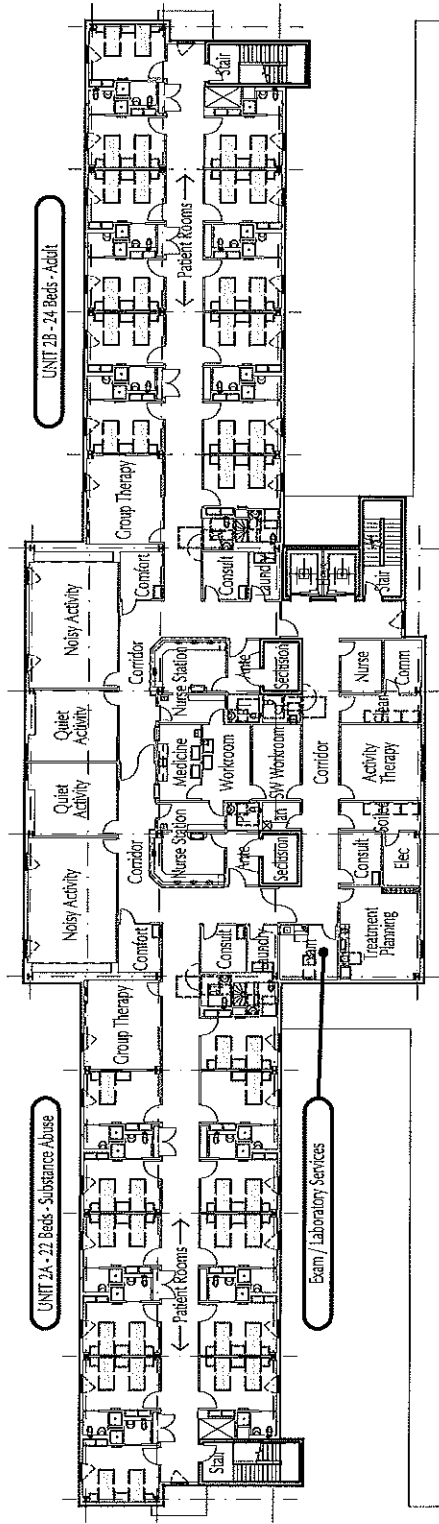 UNIT 2A - 22 Beds - Substance Abuse
UNIT 2B - 24 Beds - Adult
Noisy Activity
Quiet
Activity
Quiet
Activity
Noisy Activity
Group Therapy
Comfort
Corridor
Corridor
Comfort
Group Therapy
Patient Rooms
Nurse Station
Medicine
Nurse Station
Patient Rooms
Stair
Consult
Ante
Workroom
Ante
Consult
Stair
Laundry
Seclusion
SW Workroom
Seclusion
Laundry
Corridor
Stair
Consult
Soiled
Activity
Therapy
Clean
Nurse
Treatment
Planning
Elec
Comm
Exam / Laboratory Services